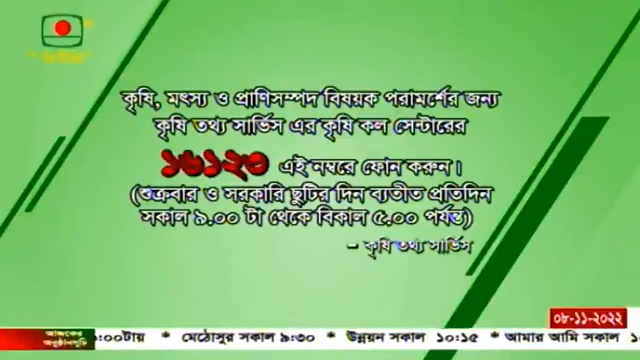 কৃষি, মৎস্য ও প্রাণিসম্পদ বিষয়ক পরামর্শের জন্য
কৃষি তথ্য সার্ভিস এর কৃষি কল সেন্টারের
১৬১২৩ এই নম্বরে ফোন করুন।
(শুক্রবার ও সরকারি ছুটির দিন ব্যতীত প্রতিদিন
সকাল ৯.০০ টা থেকে বিকাল ৫.০০ পর্যন্ত)
– কৃষি তথ্য সার্ভিস
০৮-১১-২০২২
আজকের
অনুষ্ঠানসূচি
:০০টায় * মেঠোসুর সকাল ৯:৩০ * উন্নয়ন সকাল ১০:১৫ * আমার আমি সকাল